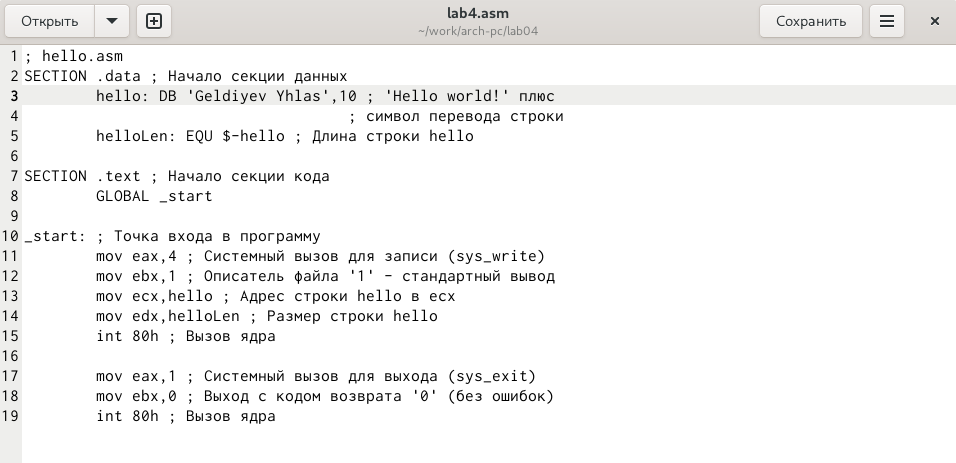 Открыть
lab4.asm
~/work/arch-pc/lab04
Сохранить
1 ; hello.asm
2 SECTION .data ; Начало секции данных
3         hello: DB 'Geldiyev Yhlas',10 ; 'Hello world!' плюс
4                                     ; символ перевода строки
5         helloLen: EQU $-hello ; Длина строки hello
6
7 SECTION .text ; Начало секции кода
8         GLOBAL _start
9
10 _start: ; Точка входа в программу
11         mov eax,4 ; Системный вызов для записи (sys_write)
12         mov ebx,1 ; Описатель файла '1' - стандартный вывод
13         mov ecx,hello ; Адрес строки hello в ecx
14         mov edx,helloLen ; Размер строки hello
15         int 80h ; Вызов ядра
16
17         mov eax,1 ; Системный вызов для выхода (sys_exit)
18         mov ebx,0 ; Выход с кодом возврата '0' (без ошибок)
19         int 80h ; Вызов ядра